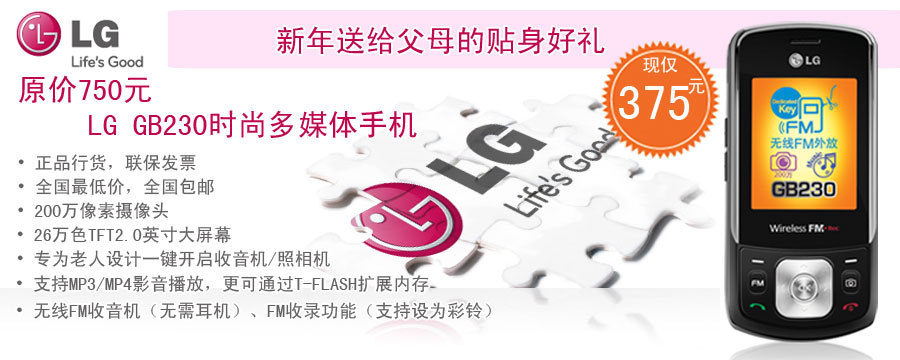 LG
Life's Good
新年送给父母的贴身好礼
原价750元
LG GB230时尚多媒体手机
现仅
375元
• 正品行货，联保发票
• 全国最低价，全国包邮
• 200万像素摄像头
• 26万色TFT2.0英寸大屏幕
• 专为老人设计一键开启收音机/照相机
• 支持MP3/MP4影音播放，更可通过T-FLASH扩展内存
• 无线FM收音机（无需耳机）、FM收录功能（支持设为彩铃）
LG
Life's Good
LG
Dedicated
Key
FM
无线FM外放
200万
GB230
Wireless FM•Rec
FM